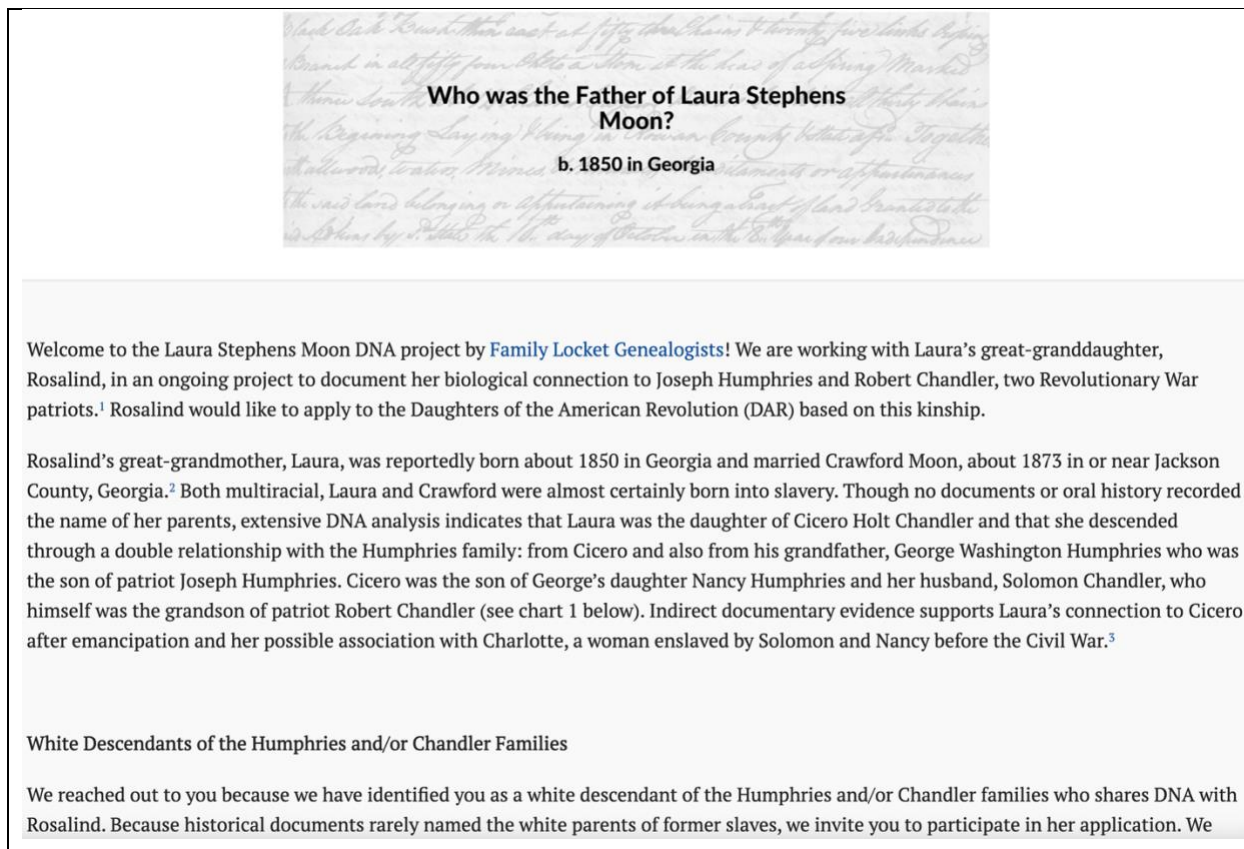 Who was the Father of Laura Stephens
Moon?
b. 1850 in Georgia
Welcome to the Laura Stephens Moon DNA project by Family Locket Genealogists! We are working with Laura's great-granddaughter,
Rosalind, in an ongoing project to document her biological connection to Joseph Humphries and Robert Chandler, two Revolutionary War
patriots.1 Rosalind would like to apply to the Daughters of the American Revolution (DAR) based on this kinship.
Rosalind's great-grandmother, Laura, was reportedly born about 1850 in Georgia and married Crawford Moon, about 1873 in or near Jackson
County, Georgia.2 Both multiracial, Laura and Crawford were almost certainly born into slavery. Though no documents or oral history recorded
the name of her parents, extensive DNA analysis indicates that Laura was the daughter of Cicero Holt Chandler and that she descended
through a double relationship with the Humphries family: from Cicero and also from his grandfather, George Washington Humphries who was
the son of patriot Joseph Humphries. Cicero was the son of George's daughter Nancy Humphries and her husband, Solomon Chandler, who
himself was the grandson of patriot Robert Chandler (see chart 1 below). Indirect documentary evidence supports Laura's connection to Cicero
after emancipation and her possible association with Charlotte, a woman enslaved by Solomon and Nancy before the Civil War.3
White Descendants of the Humphries and/or Chandler Families
We reached out to you because we have identified you as a white descendant of the Humphries and/or Chandler families who shares DNA with
Rosalind. Because historical documents rarely named the white parents of former slaves, we invite you to participate in her application. We